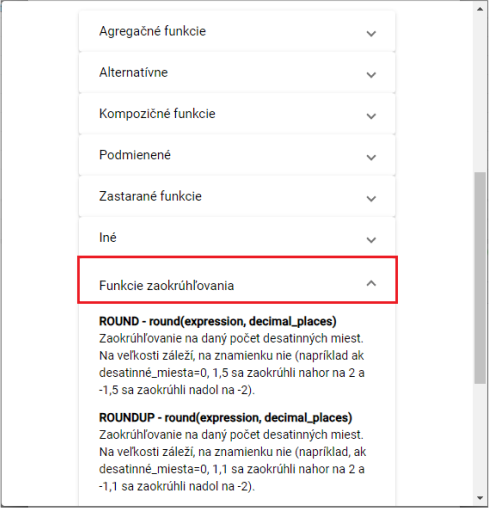 Agregačné funkcie
Alternatívne
Kompozičné funkcie
Podmienené
Zastarané funkcie
Iné
Funkcie zaokrúhľovania
ROUND - round(expression, decimal_places)
Zaokrúhľovanie na daný počet desatinných miest.
Na veľkosti záleží, na znamienku nie (napríklad ak
desatinné_miesta=0, 1,5 sa zaokrúhli nahor na 2 a
-1,5 sa zaokrúhli nadol na -2).
ROUNDUP - round(expression, decimal_places)
Zaokrúhľovanie na daný počet desatinných miest.
Na veľkosti záleží, na znamienku nie (napríklad, ak
desatinné_miesta=0, 1,1 sa zaokrúhli nahor na 2 a
-1,1 sa zaokrúhli nadol na -2).